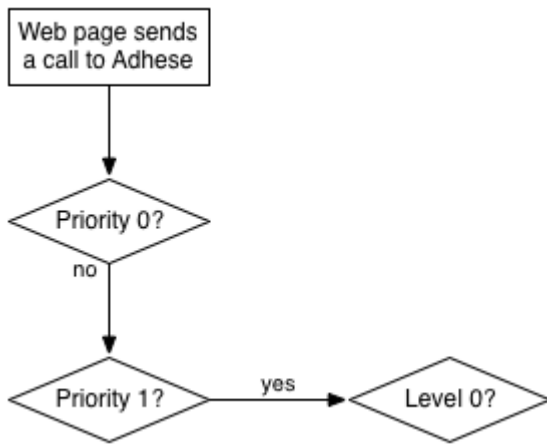 Web page sends
a call to Adhese
Priority 0?
no
Priority 1?
yes
Level 0?